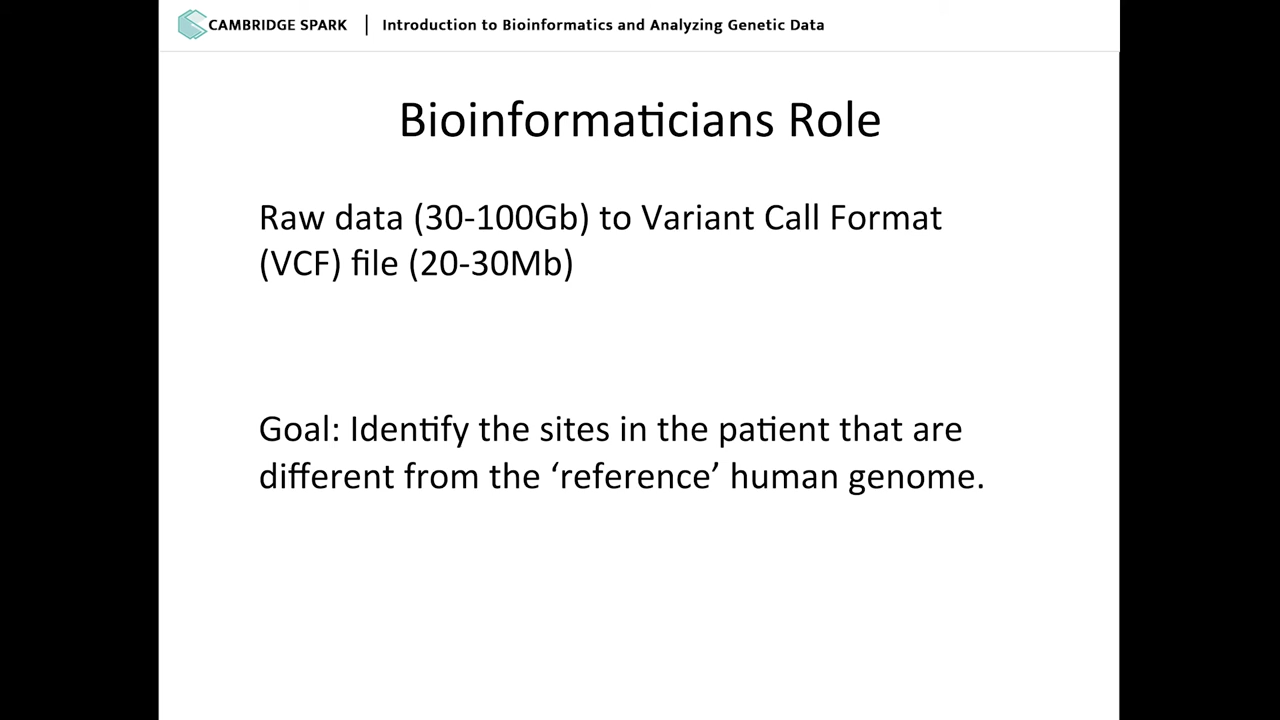 CAMBRIDGE SPARK | Introduction to Bioinformatics and Analyzing Genetic Data
Bioinformaticians Role
Raw data (30-100Gb) to Variant Call Format
(VCF) file (20-30Mb)
Goal: Identify the sites in the patient that are
different from the ‘reference’ human genome.